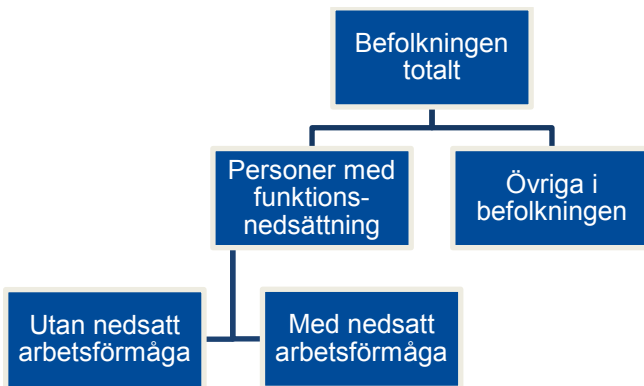 Befolkningen
totalt
Personer med
funktions-
nedsättning
Övriga i
befolkningen
Utan nedsatt
arbetsförmåga
Med nedsatt
arbetsförmåga